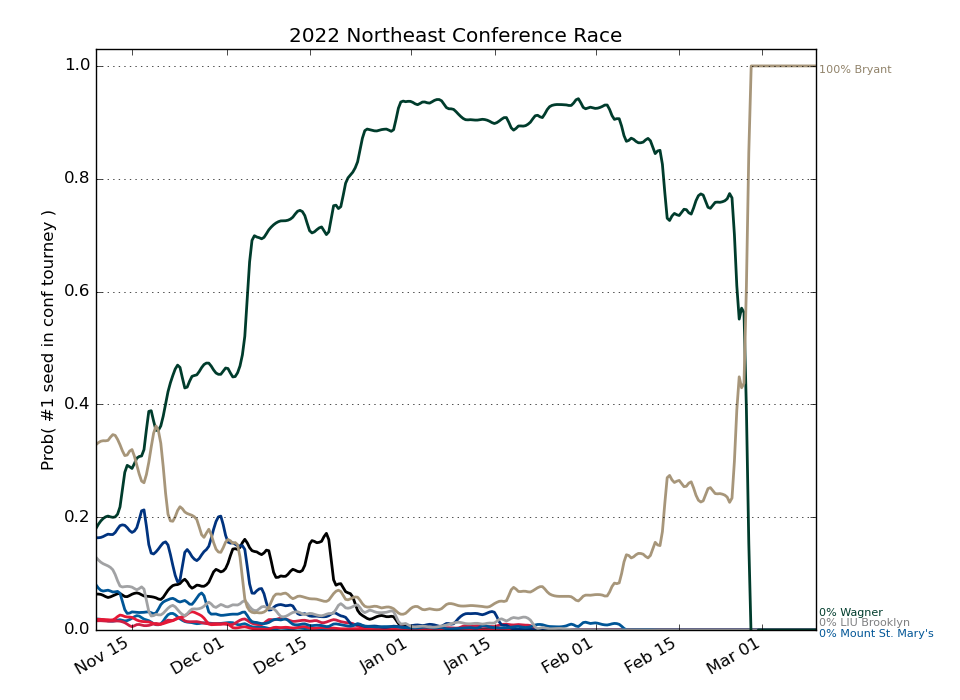 2022 Northeast Conference Race
Prob( #1 seed in conf tourney )
1.0
0.8
0.6
0.4
0.2
0.0
100% Bryant
0% Wagner
0% LIU Brooklyn
0% Mount St. Mary's
Nov 15
Dec 01
Dec 15
Jan 01
Jan 15
Feb 01
Feb 15
Mar 01